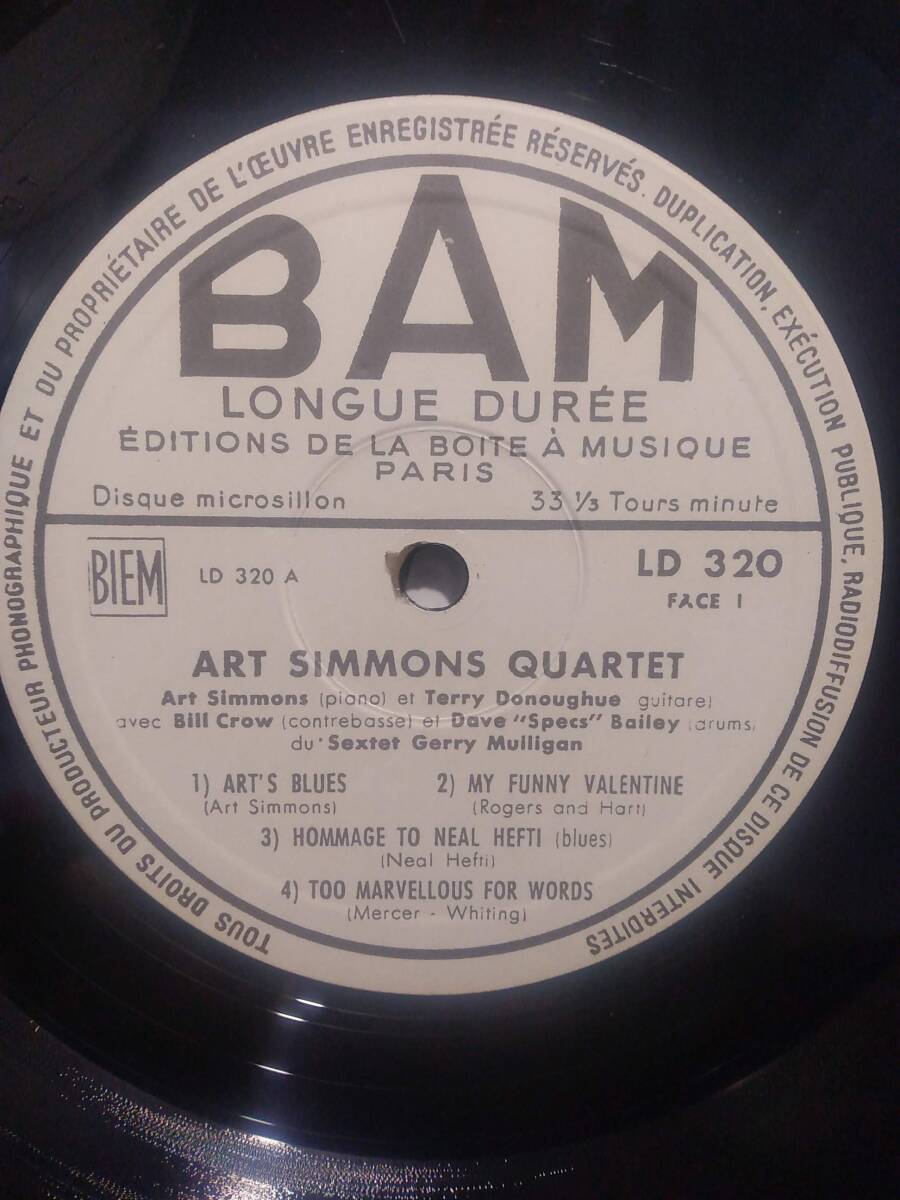 TOUS DROITS DU PRODUCTEUR PHONOGRAPHIQUE ET DU PROPRIÉTAIRE DE L'ŒUVRE ENREGISTRÉE RÉSERVÉS. DUPLICATION, EXÉCUTION PUBLIQUE, RADIODIFFUSION DE CE DISQUE INTERDITES
BAM
LONGUE DURÉE
ÉDITIONS DE LA BOITE À MUSIQUE
PARIS
Disque microsillon 33 ⅓ Tours minute
BIEM LD 320 A LD 320
FACE I
ART SIMMONS QUARTET
Art Simmons (piano) et Terry Donoughue guitare)
avec Bill Crow (contrebasse) et Dave "Specs" Bailey (drums)
du Sextet Gerry Mulligan
1) ART'S BLUES 2) MY FUNNY VALENTINE
(Art Simmons) (Rogers and Hart)
3) HOMMAGE TO NEAL HEFTI (blues)
(Neal Hefti)
4) TOO MARVELLOUS FOR WORDS
(Mercer - Whiting)